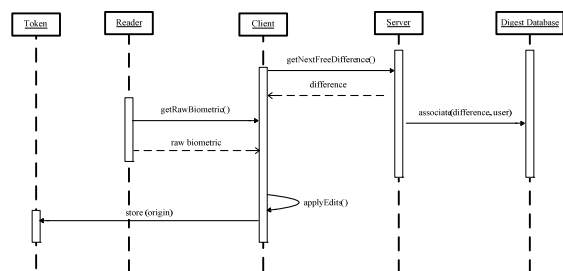 Token
Reader
Client
Server
Digest Database
getNextFreeDifference()
difference
getRawBiometric()
associate(difference, user)
raw biometric
applyEdits()
store (origin)